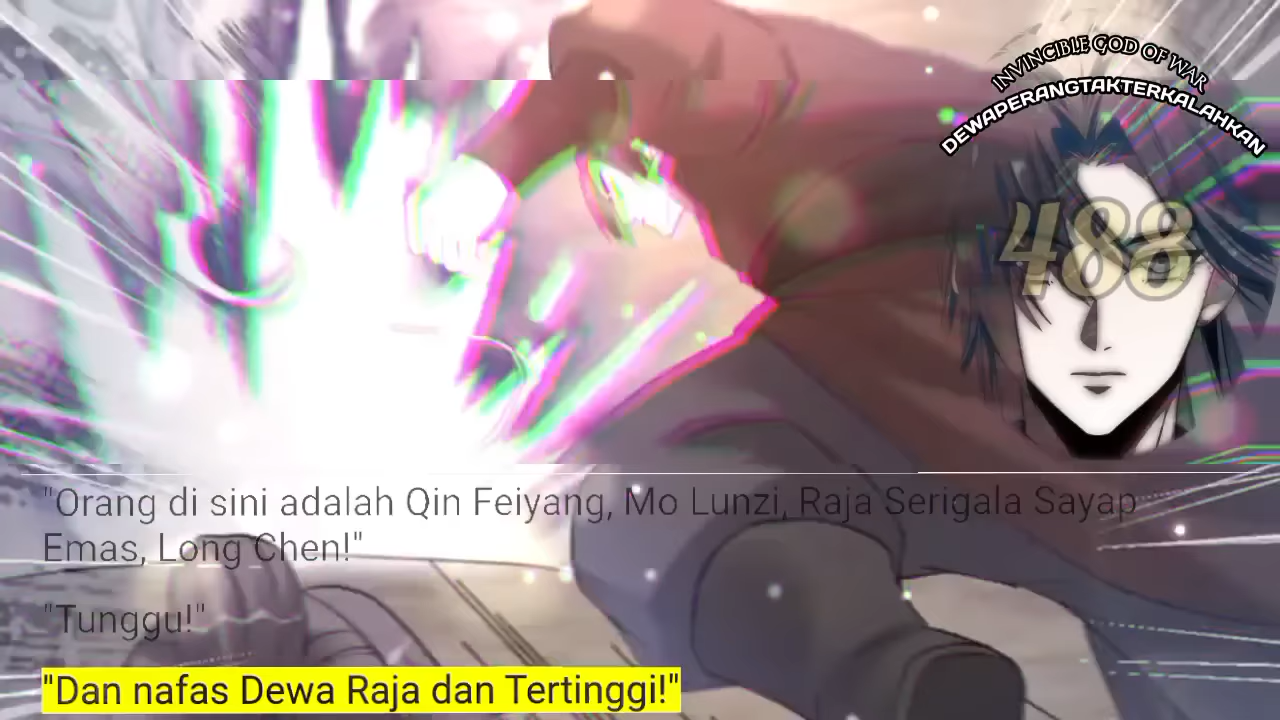 INVINCIBLE GOD OF WAR
DEWAPERANGTAKTERKALAHKAN
488
"Orang di sini adalah Qin Feiyang, Mo Lunzi, Raja Serigala Sayap
Emas, Long Chen!"
"Tunggu!"
"Dan nafas Dewa Raja dan Tertinggi!"